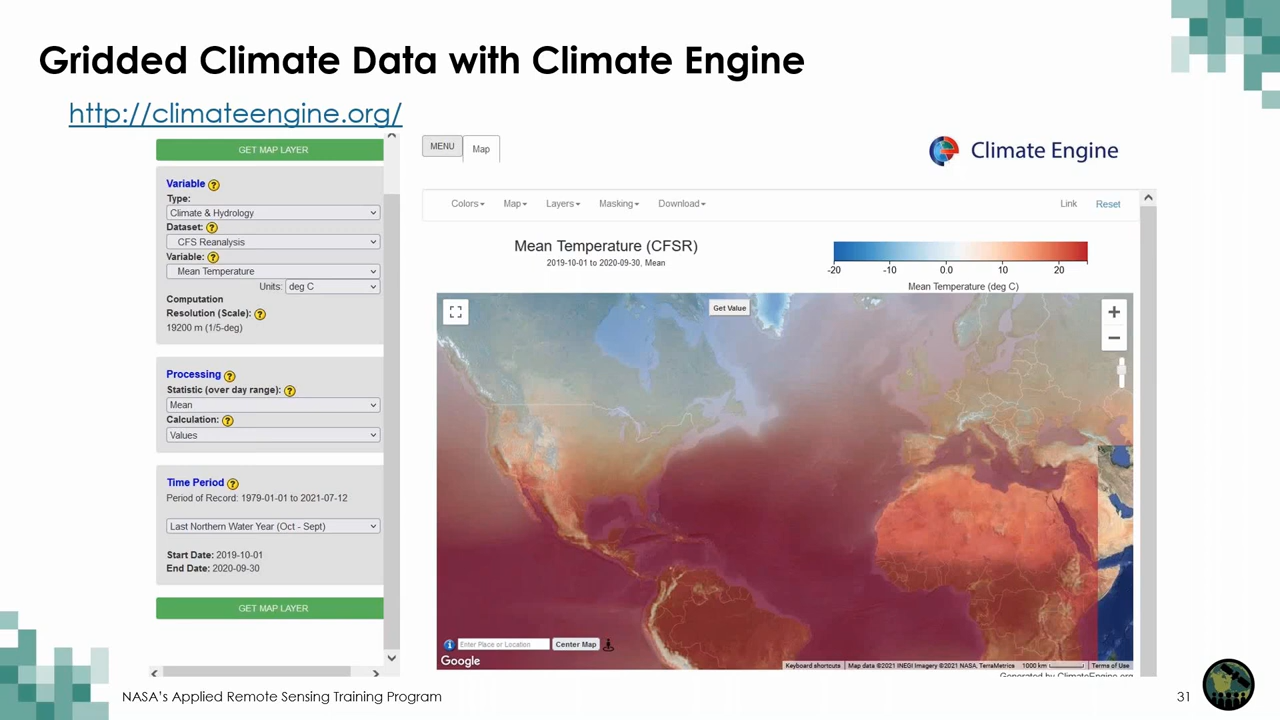 Gridded Climate Data with Climate Engine
http://climateengine.org/
GET MAP LAYER
Variable ?
Type:
Climate & Hydrology
Dataset: ?
CFS Reanalysis
Variable: ?
Mean Temperature
Units: deg C
Computation
Resolution (Scale): ?
19200 m (1/5-deg)
Processing ?
Statistic (over day range): ?
Mean
Calculation: ?
Values
Time Period ?
Period of Record: 1979-01-01 to 2021-07-12
Last Northern Water Year (Oct - Sept)
Start Date: 2019-10-01
End Date: 2020-09-30
GET MAP LAYER
MENU Map
Climate Engine
Colors Map Layers Masking Download Link Reset
Mean Temperature (CFSR)
2019-10-01 to 2020-09-30, Mean
-20 -10 0.0 10 20
Mean Temperature (deg C)
Get Value
+
−
Enter Place or Location Center Map
Google
Keyboard shortcuts Map data ©2021 INEGI Imagery ©2021 NASA, TerraMetrics 1000 km Terms of Use
Generated by ClimateEngine.org
NASA's Applied Remote Sensing Training Program
31